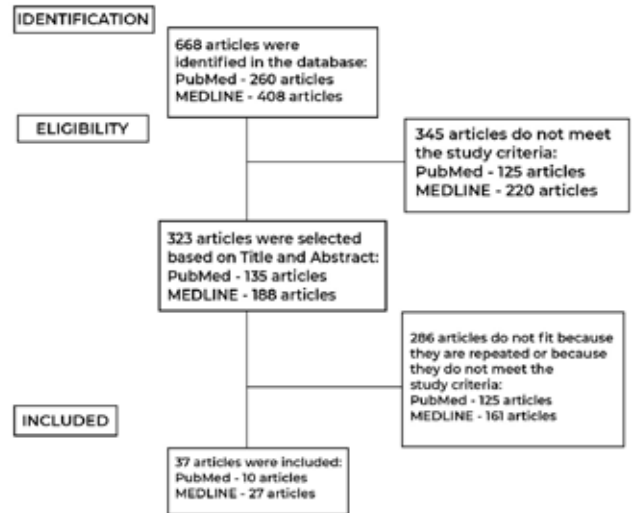 IDENTIFICATION
668 articles were
identified in the database:
PubMed - 260 articles
MEDLINE - 408 articles
ELIGIBILITY
345 articles do not meet
the study criteria:
PubMed - 125 articles
MEDLINE - 220 articles
323 articles were selected
based on Title and Abstract:
PubMed - 135 articles
MEDLINE - 188 articles
286 articles do not fit because
they are repeated or because
they do not meet the
study criteria:
PubMed - 125 articles
MEDLINE - 161 articles
INCLUDED
37 articles were included:
PubMed - 10 articles
MEDLINE - 27 articles